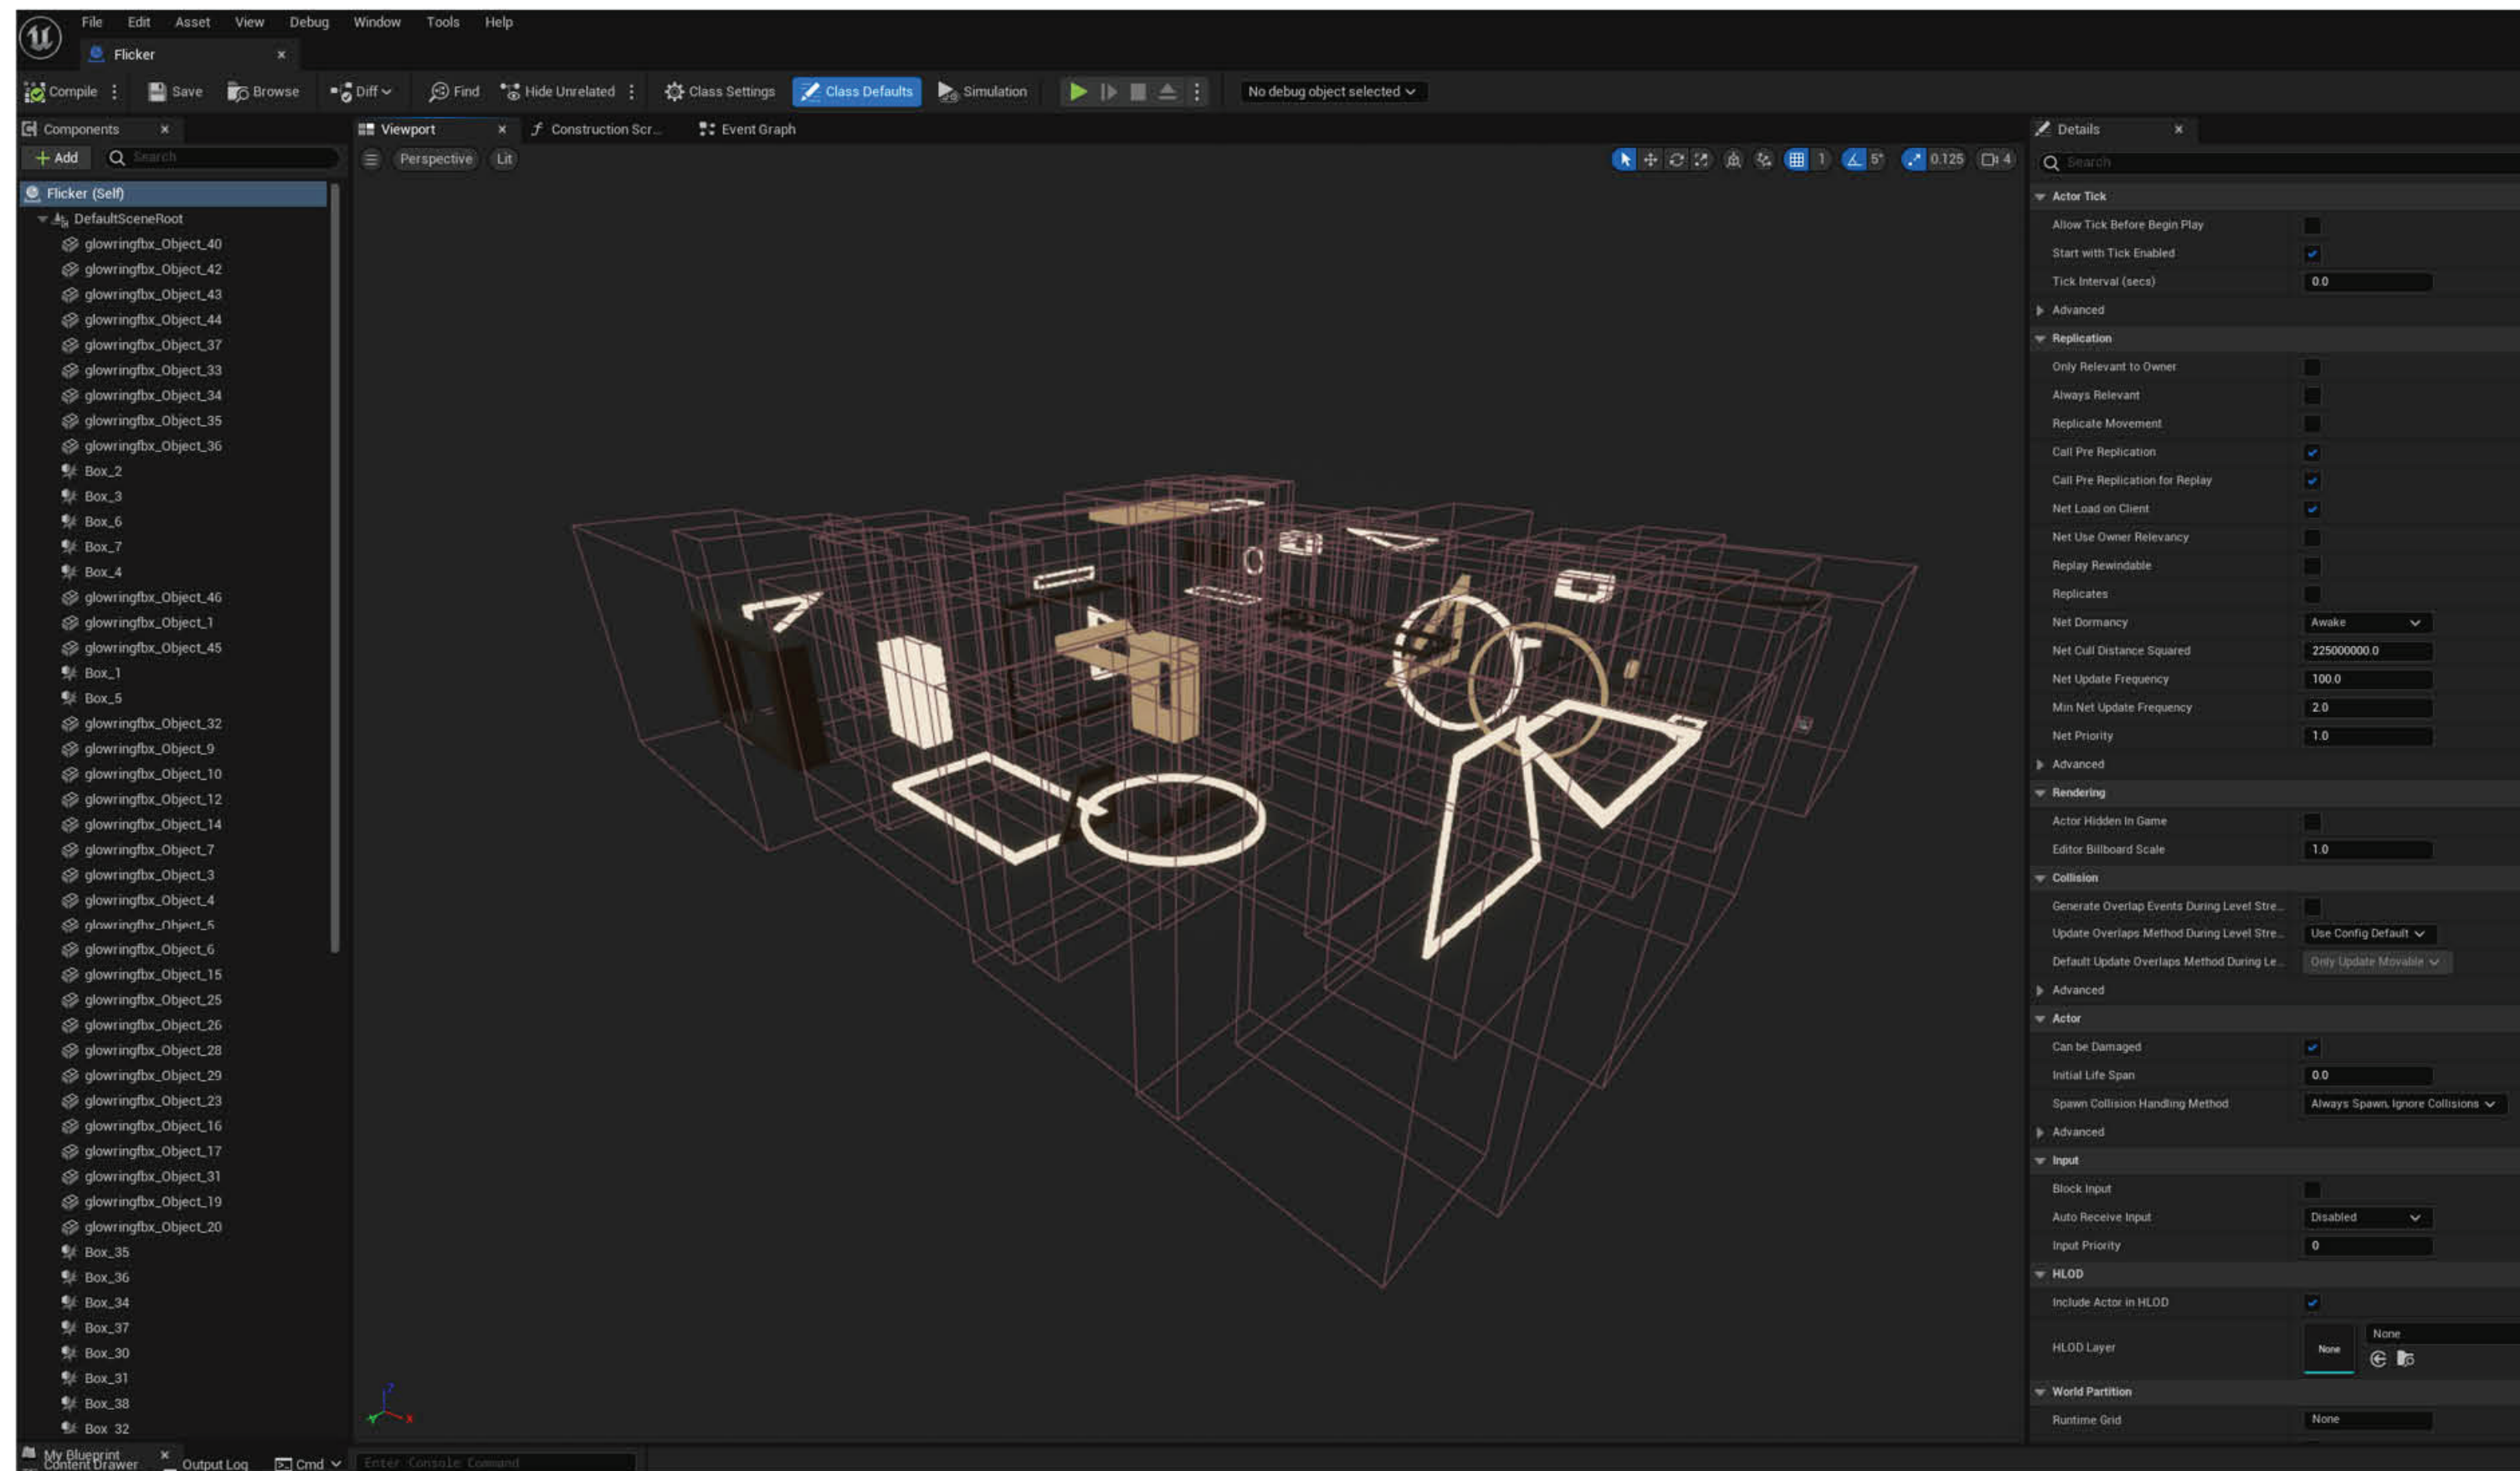 File Edit Asset View Debug Window Tools Help
Flicker
Compile Save Browse Diff Find Hide Unrelated Class Settings Class Defaults Simulation No debug object selected
Components
Add Search
Flicker (Self)
DefaultSceneRoot
glowringfbx_Object_40
glowringfbx_Object_42
glowringfbx_Object_43
glowringfbx_Object_44
glowringfbx_Object_37
glowringfbx_Object_33
glowringfbx_Object_34
glowringfbx_Object_35
glowringfbx_Object_36
Box_2
Box_3
Box_6
Box_7
Box_4
glowringfbx_Object_46
glowringfbx_Object_1
glowringfbx_Object_45
Box_1
Box_5
glowringfbx_Object_32
glowringfbx_Object_9
glowringfbx_Object_10
glowringfbx_Object_12
glowringfbx_Object_14
glowringfbx_Object_7
glowringfbx_Object_3
glowringfbx_Object_4
glowringfbx_Object_5
glowringfbx_Object_6
glowringfbx_Object_15
glowringfbx_Object_25
glowringfbx_Object_26
glowringfbx_Object_28
glowringfbx_Object_29
glowringfbx_Object_23
glowringfbx_Object_16
glowringfbx_Object_17
glowringfbx_Object_31
glowringfbx_Object_19
glowringfbx_Object_20
Box_35
Box_36
Box_34
Box_37
Box_30
Box_31
Box_38
Box_32
My Blueprint
Content Drawer Output Log Cmd Enter Console Command
Viewport Construction Scr... Event Graph
Perspective Lit 1 5° 0.125 4
Z
Y X
Details
Search
Actor Tick
Allow Tick Before Begin Play
Start with Tick Enabled
Tick Interval (secs) 0.0
Advanced
Replication
Only Relevant to Owner
Always Relevant
Replicate Movement
Call Pre Replication
Call Pre Replication for Replay
Net Load on Client
Net Use Owner Relevancy
Replay Rewindable
Replicates
Net Dormancy Awake
Net Cull Distance Squared 225000000.0
Net Update Frequency 100.0
Min Net Update Frequency 2.0
Net Priority 1.0
Advanced
Rendering
Actor Hidden In Game
Editor Billboard Scale 1.0
Collision
Generate Overlap Events During Level Stre...
Update Overlaps Method During Level Stre... Use Config Default
Default Update Overlaps Method During Le... Only Update Movable
Advanced
Actor
Can be Damaged
Initial Life Span 0.0
Spawn Collision Handling Method Always Spawn, Ignore Collisions
Advanced
Input
Block Input
Auto Receive Input Disabled
Input Priority 0
HLOD
Include Actor in HLOD
HLOD Layer None None
World Partition
Runtime Grid None